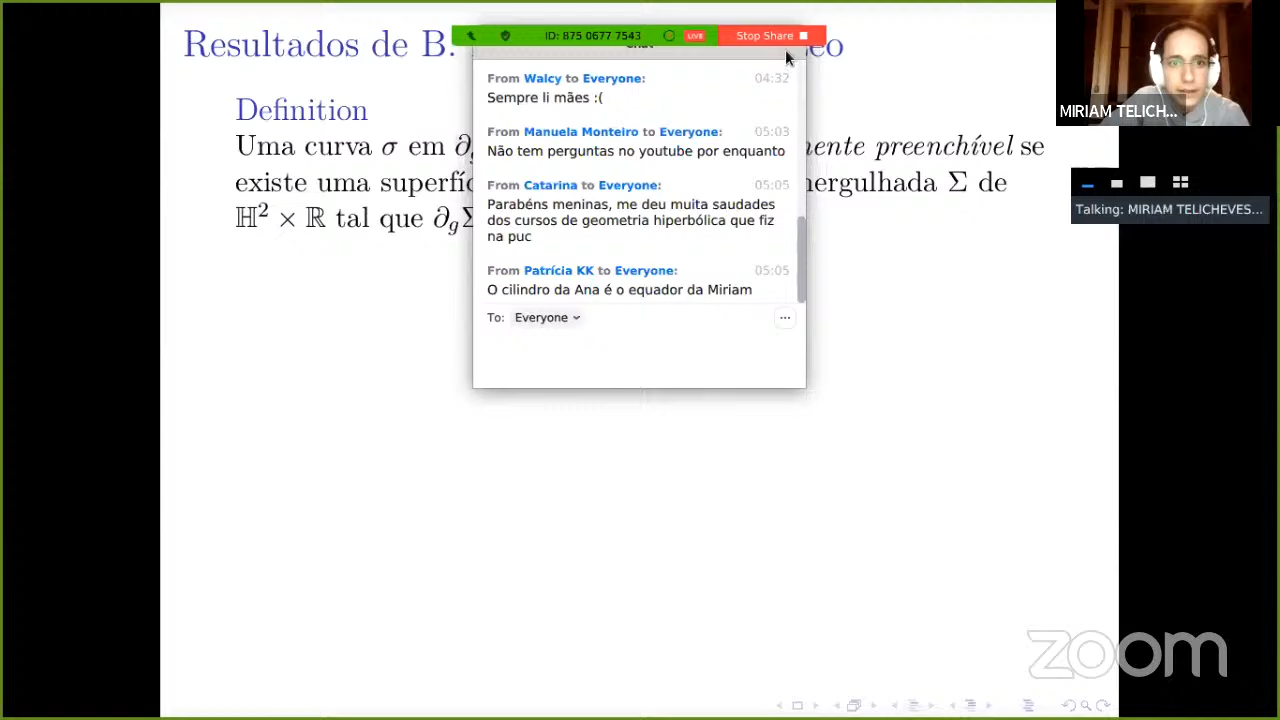 Resultados de B.
ID: 875 0677 7543 LIVE Stop Share
Chat
Definition
Uma curva σ em ∂g
preenchível se
existe uma
Σ de
ℍ² × ℝ tal que ∂gΣ
From Walcy to Everyone: 04:32
Sempre li mães :(
From Manuela Monteiro to Everyone: 05:03
Não tem perguntas no youtube por enquanto
From Catarina to Everyone: 05:05
Parabéns meninas, me deu muita saudades
dos cursos de geometria hiperbólica que fiz
na puc
From Patrícia KK to Everyone: 05:05
O cilindro da Ana é o equador da Miriam
To: Everyone
MIRIAM TELICH...
Talking: MIRIAM TELICHEVES...
zoom